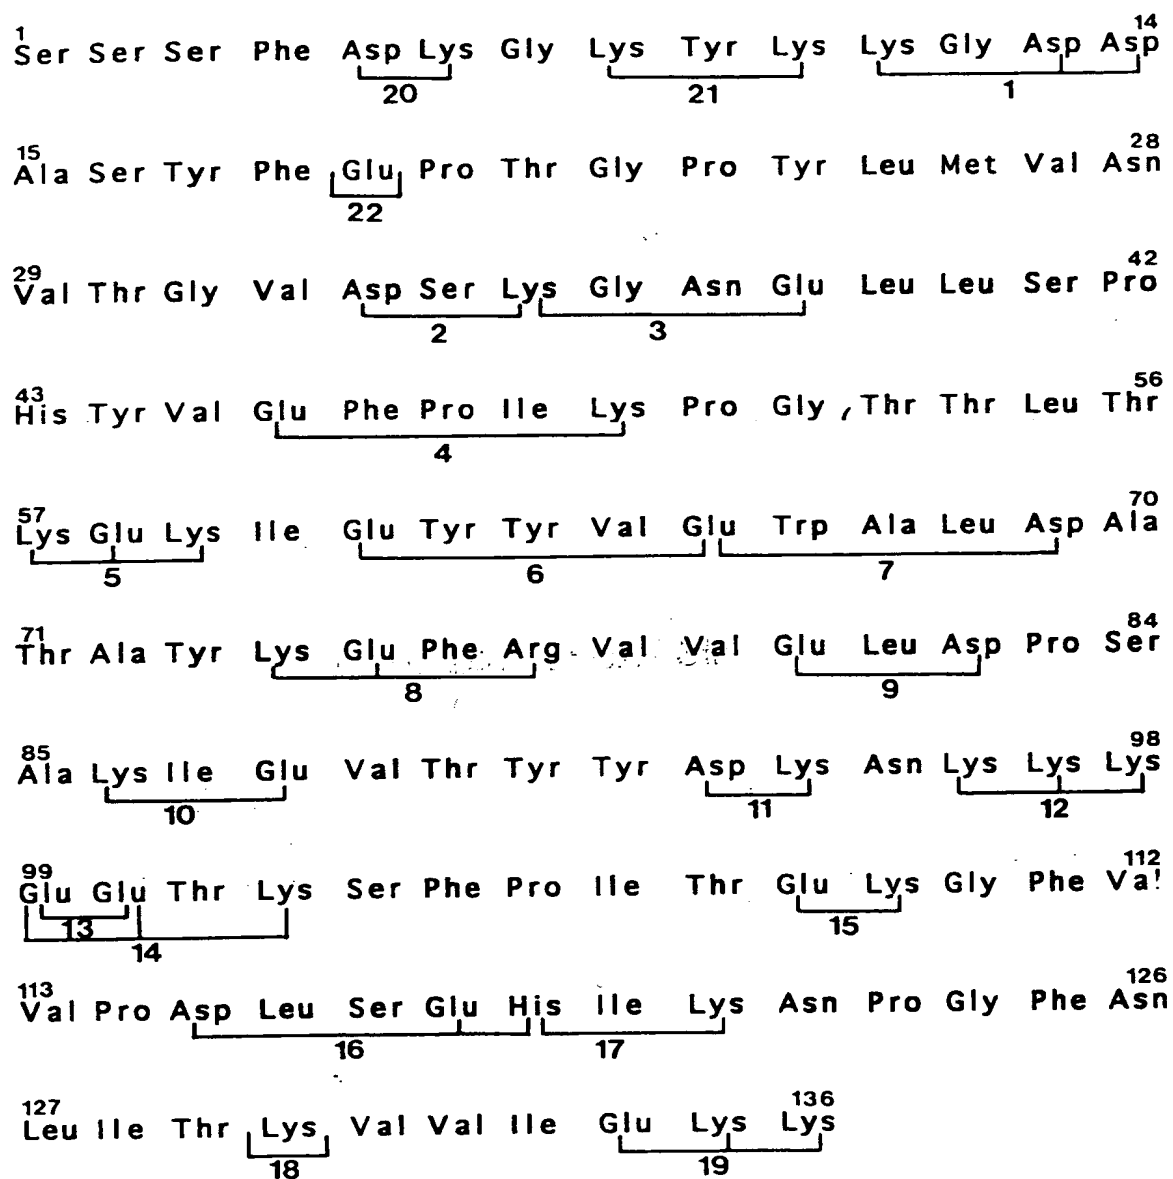 1 14
Ser Ser Ser Phe Asp Lys Gly Lys Tyr Lys Lys Gly Asp Asp
20 21 1
15 28
Ala Ser Tyr Phe Glu Pro Thr Gly Pro Tyr Leu Met Val Asn
22
29 42
Val Thr Gly Val Asp Ser Lys Gly Asn Glu Leu Leu Ser Pro
2 3
43 56
His Tyr Val Glu Phe Pro Ile Lys Pro Gly , Thr Thr Leu Thr
4
57 70
Lys Glu Lys Ile Glu Tyr Tyr Val Glu Trp Ala Leu Asp Ala
5 6 7
71 84
Thr Ala Tyr Lys Glu Phe Arg Val Val Glu Leu Asp Pro Ser
8 9
85 98
Ala Lys Ile Glu Val Thr Tyr Tyr Asp Lys Asn Lys Lys Lys
10 11 12
99 112
Glu Glu Thr Lys Ser Phe Pro Ile Thr Glu Lys Gly Phe Val
13 15
14
113 126
Val Pro Asp Leu Ser Glu His Ile Lys Asn Pro Gly Phe Asn
16 17
127 136
Leu Ile Thr Lys Val Val Ile Glu Lys Lys
18 19